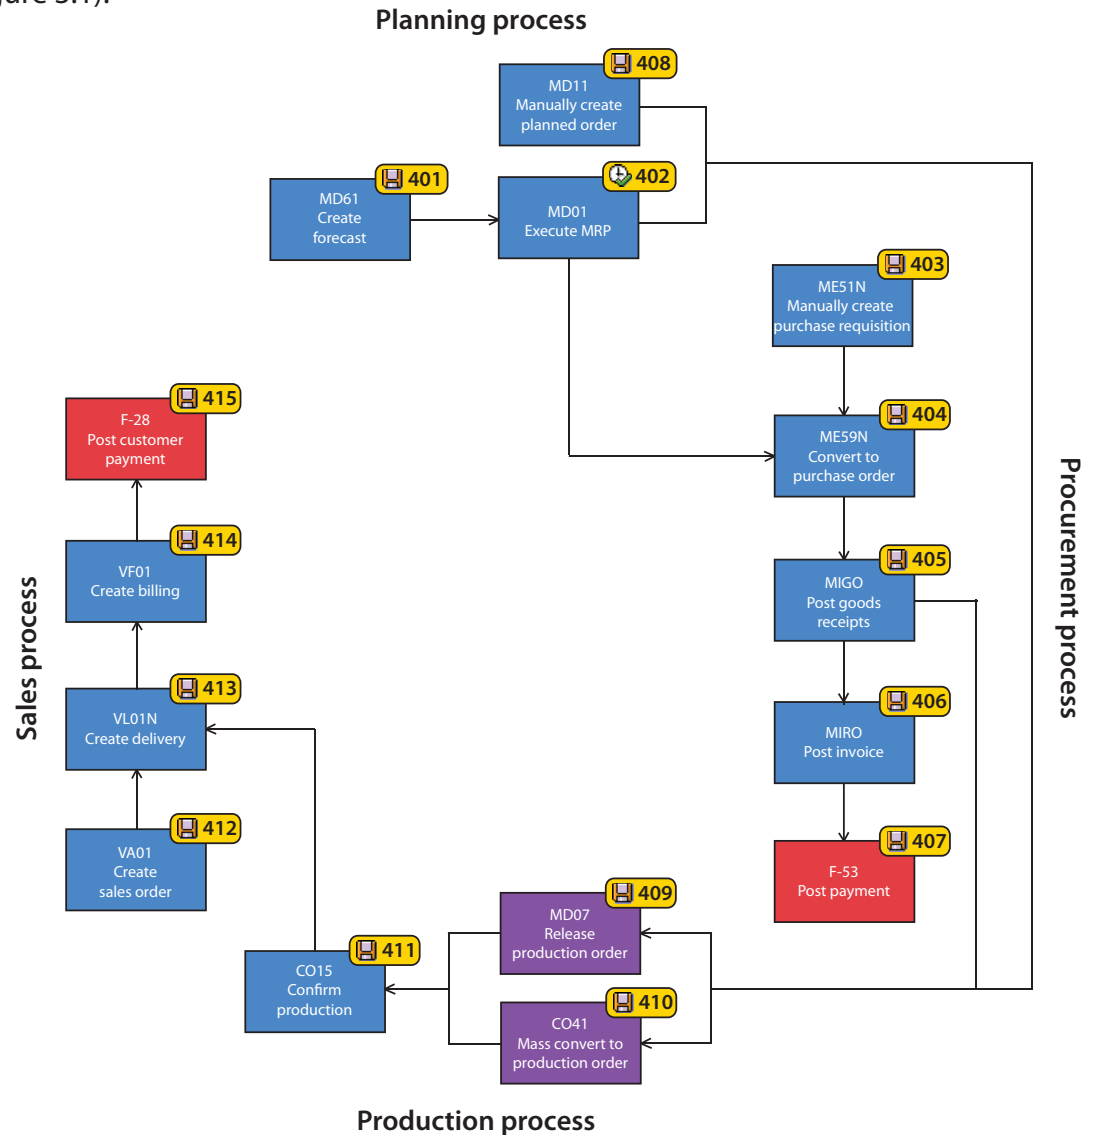 gure 5.1).
Planning process
408
MD11
Manually create
planned order
401
MD61
Create
forecast
402
MD01
Execute MRP
403
ME51N
Manually create
purchase requisition
404
ME59N
Convert to
purchase order
405
MIGO
Post goods
receipts
406
MIRO
Post invoice
407
F-53
Post payment
Procurement process
415
F-28
Post customer
payment
414
VF01
Create billing
413
VL01N
Create delivery
412
VA01
Create
sales order
Sales process
409
MD07
Release
production order
410
CO41
Mass convert to
production order
411
CO15
Confirm
production
Production process